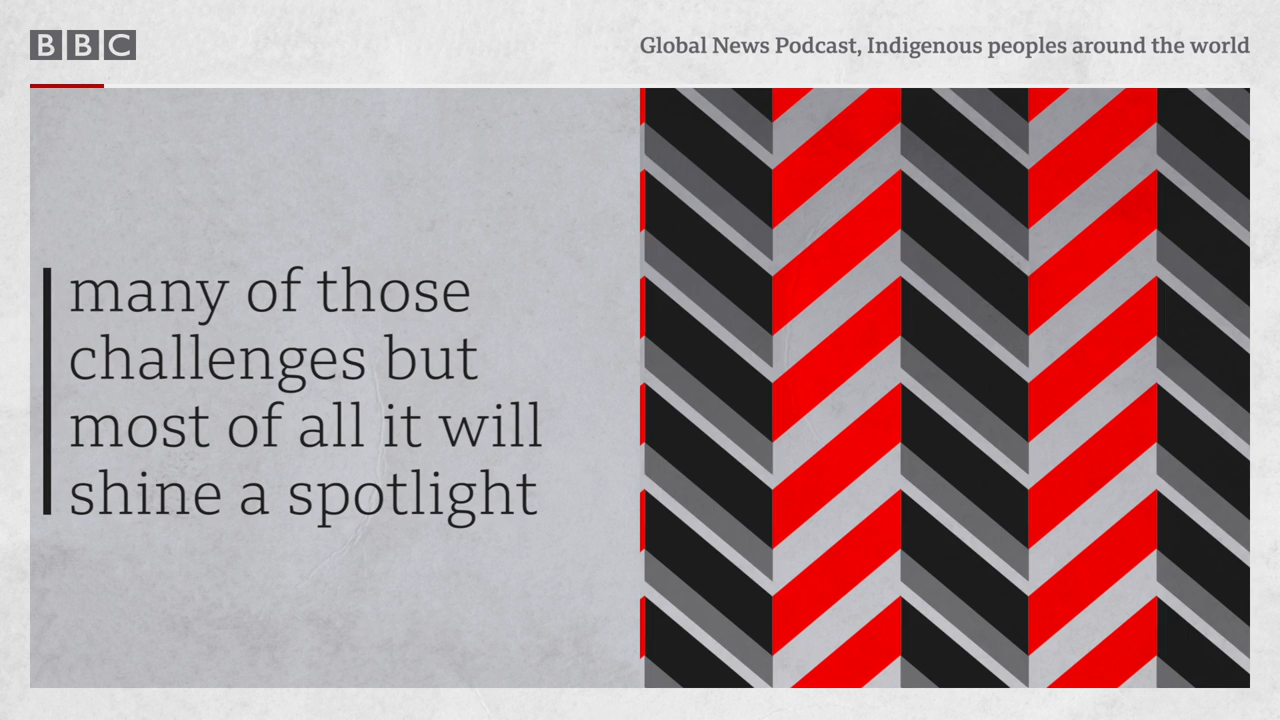 BBC
Global News Podcast, Indigenous peoples around the world
many of those
challenges but
most of all it will
shine a spotlight